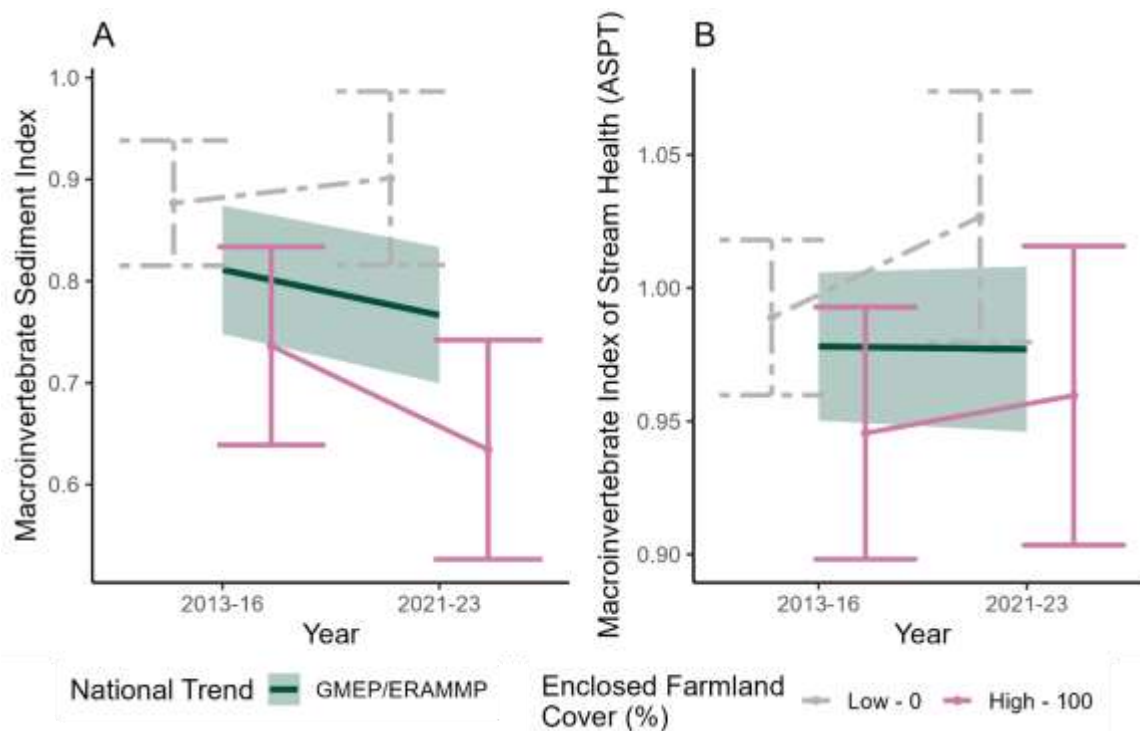 A
Macroinvertebrate Sediment Index
1.0
0.9
0.8
0.7
0.6
2013-16
2021-23
Year
B
Macroinvertebrate Index of Stream Health (ASPT)
1.05
1.00
0.95
0.90
2013-16
2021-23
Year
National Trend
GMEP/ERAMMP
Enclosed Farmland
Cover (%)
Low - 0
High - 100